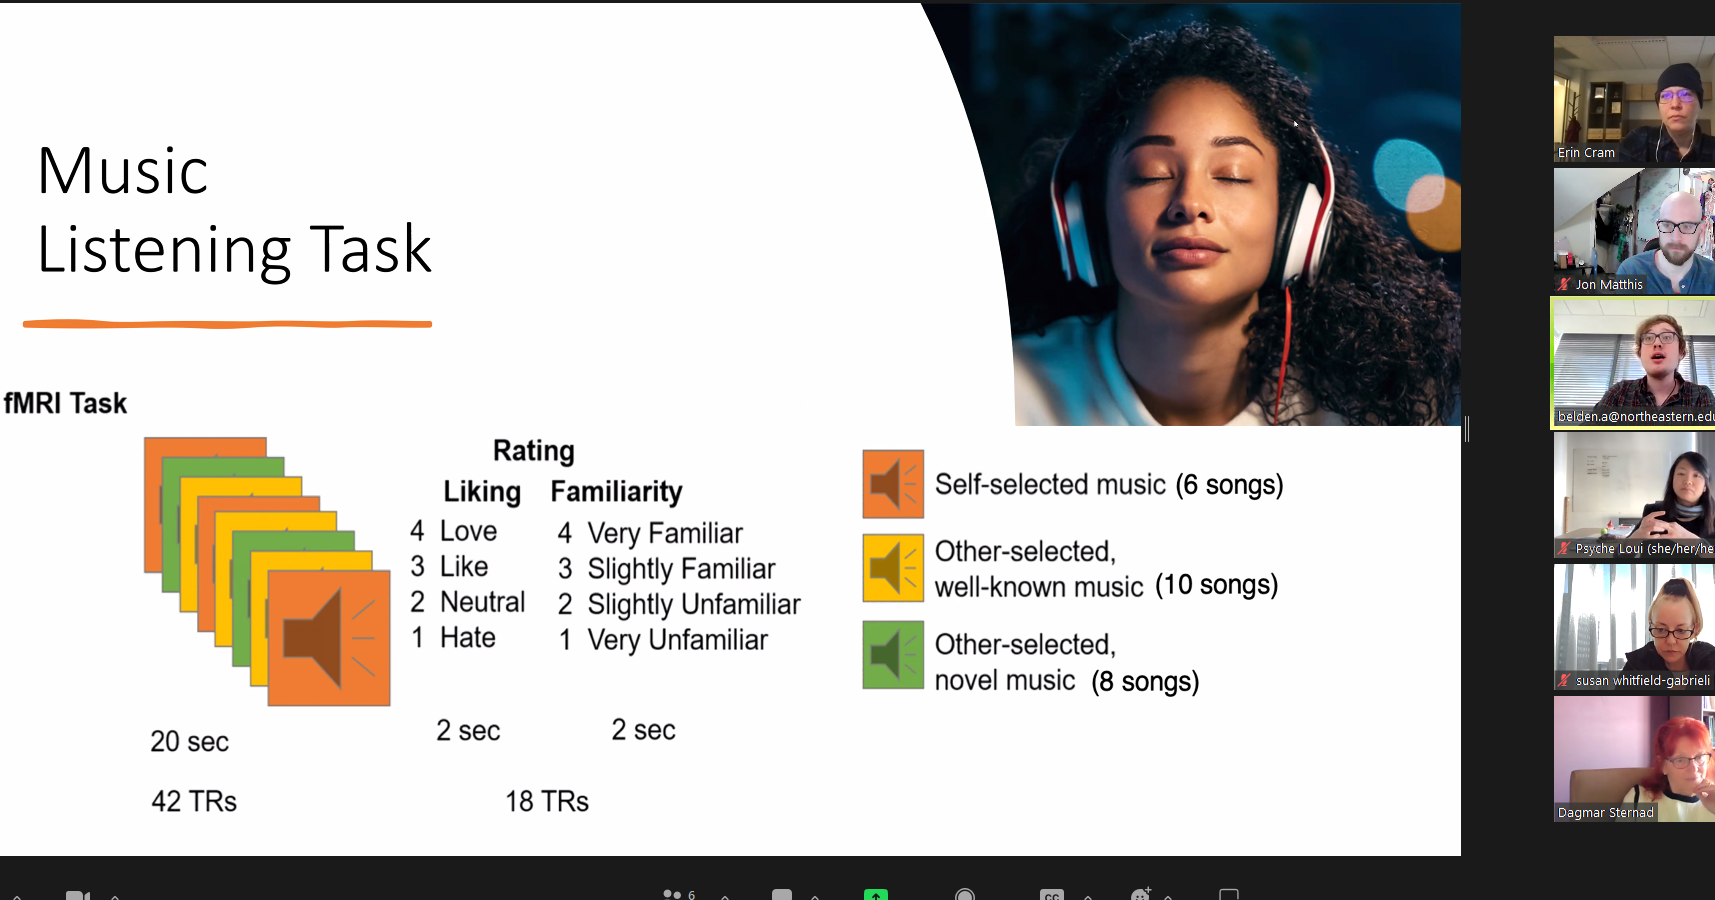 Music
Listening Task
fMRI Task
Rating
Liking Familiarity
4 Love 4 Very Familiar
3 Like 3 Slightly Familiar
2 Neutral 2 Slightly Unfamiliar
1 Hate 1 Very Unfamiliar
20 sec 2 sec 2 sec
42 TRs 18 TRs
Self-selected music (6 songs)
Other-selected,
well-known music (10 songs)
Other-selected,
novel music (8 songs)
Erin Cram
Jon Matthis
belden.a@northeastern.edu
Psyche Loui (she/her/he
susan whitfield-gabrieli
Dagmar Sternad
6
CC